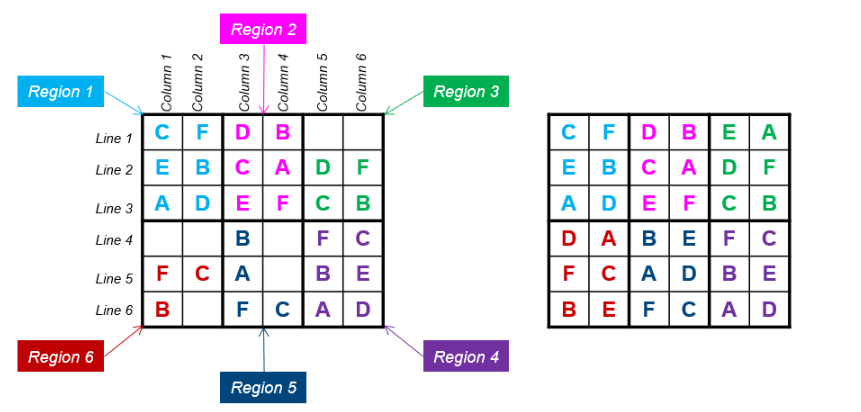 Region 2
Column 1 Column 2 Column 3 Column 4 Column 5 Column 6
Region 1
Region 3
Line 1 C F D B
Line 2 E B C A D F
Line 3 A D E F C B
Line 4 B F C
Line 5 F C A B E
Line 6 B F C A D
Region 6
Region 5
Region 4
C F D B E A
E B C A D F
A D E F C B
D A B E F C
F C A D B E
B E F C A D